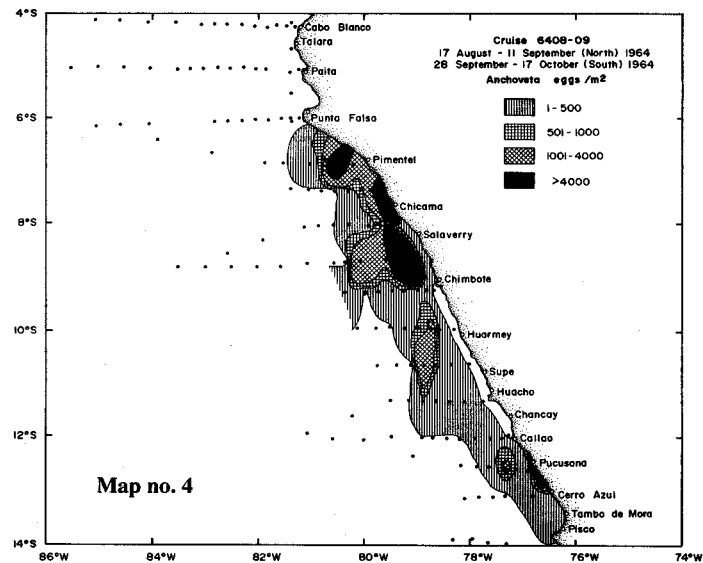 Cruise 6408-09
17 August - 11 September (North) 1964
28 September - 17 October (South) 1964
Anchoveta eggs /m²
1-500
501-1000
1001-4000
>4000
4°S
6°S
8°S
10°S
12°S
14°S
Cabo Blanco
Talara
Paita
Punta Falsa
Pimentel
Chicama
Salaverry
Chimbote
Huarmey
Supe
Huacho
Chancay
Callao
Pucusana
Cerro Azul
Tambo de Mora
Pisco
Map no. 4
86°W
84°W
82°W
80°W
78°W
76°W
74°W